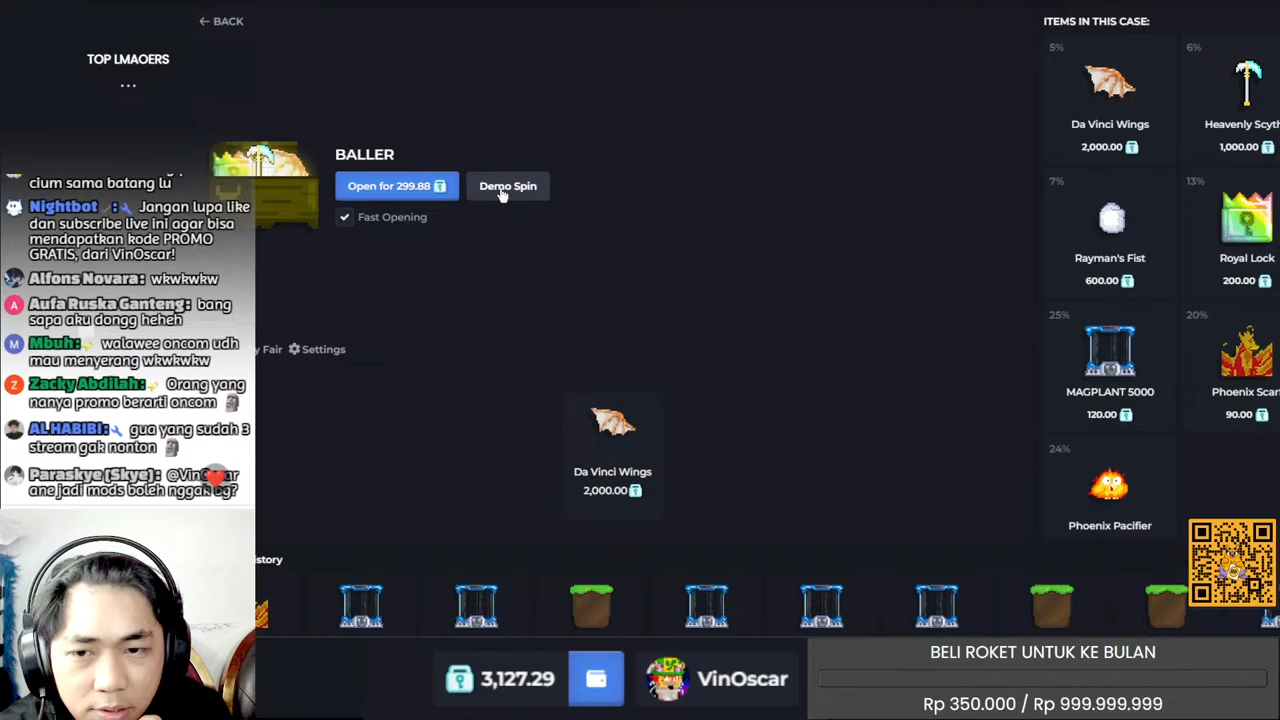 ← BACK
TOP LMAOERS
...
cium sama batang lu
Nightbot : Jangan lupa like
dan subscribe live ini agar bisa
mendapatkan kode PROMO
GRATIS, dari VinOscar!
Alfons Novara: wkwkwkw
Aufa Ruska Ganteng: bang
sapa aku dongg heheh
Mbuh: walawee oncom udh
mau menyerang wkwkwkw
Zacky Abdilah: Orang yang
nanya promo berarti oncom
AL HABIBI: gua yang sudah 3
stream gak nonton
Paraskye (Skye):
ane jadi mods boleh nggak
BALLER
Open for 299.88
Demo Spin
Fast Opening
y Fair
Settings
Da Vinci Wings
2,000.00
istory
3,127.29
VinOscar
ITEMS IN THIS CASE:
5%
Da Vinci Wings
2,000.00
6%
Heavenly Scyth
1,000.00
7%
Rayman's Fist
600.00
13%
Royal Lock
200.00
25%
MAGPLANT 5000
120.00
20%
Phoenix Scar
90.00
24%
Phoenix Pacifier
BELI ROKET UNTUK KE BULAN
Rp 350.000 / Rp 999.999.999